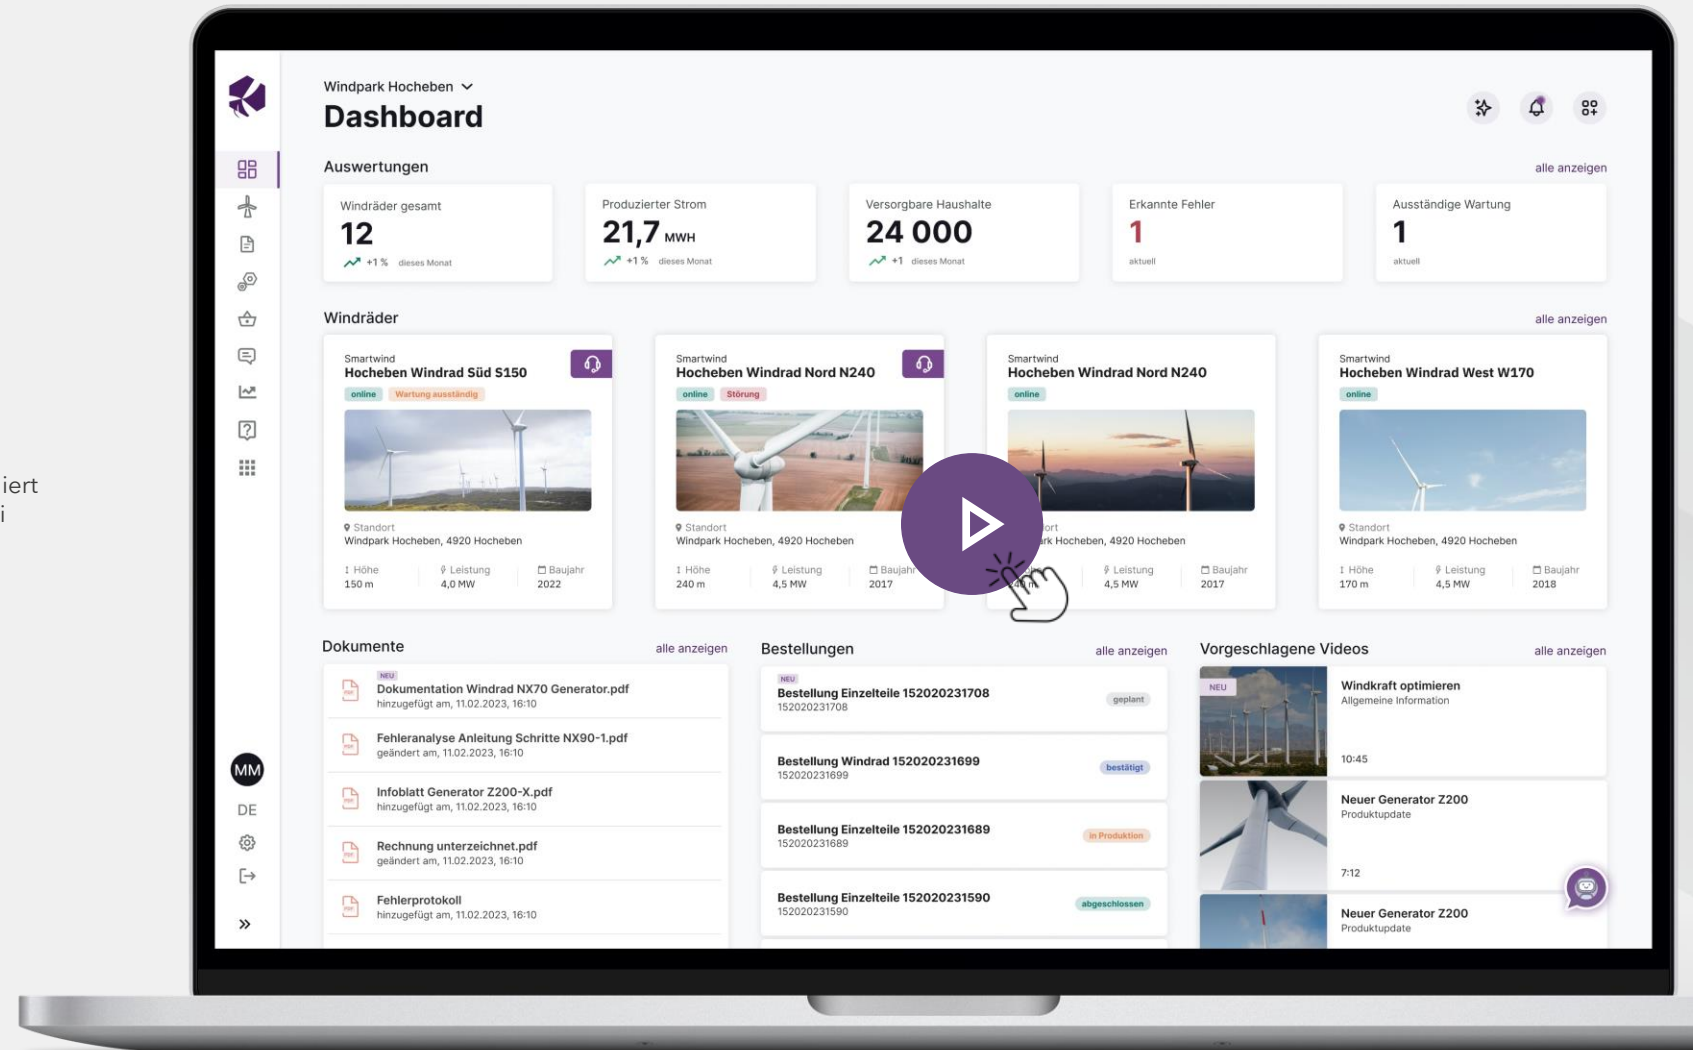 iert
i
Windpark Hocheben
Dashboard
Auswertungen
alle anzeigen
Windräder gesamt
12
+1 % dieses Monat
Produzierter Strom
21,7 MWH
+1 % dieses Monat
Versorgbare Haushalte
24 000
+1 dieses Monat
Erkannte Fehler
1
aktuell
Ausständige Wartung
1
aktuell
Windräder
alle anzeigen
Smartwind
Hocheben Windrad Süd S150
online Wartung ausständig
Standort
Windpark Hocheben, 4920 Hocheben
Höhe Leistung Baujahr
150 m 4,0 MW 2022
Smartwind
Hocheben Windrad Nord N240
online Störung
Standort
Windpark Hocheben, 4920 Hocheben
Höhe Leistung Baujahr
240 m 4,5 MW 2017
Smartwind
Hocheben Windrad Nord N240
online
ort
ark Hocheben, 4920 Hocheben
Leistung Baujahr
4,5 MW 2017
Smartwind
Hocheben Windrad West W170
online
Standort
Windpark Hocheben, 4920 Hocheben
Höhe Leistung Baujahr
170 m 4,5 MW 2018
Dokumente
alle anzeigen
NEU
Dokumentation Windrad NX70 Generator.pdf
hinzugefügt am, 11.02.2023, 16:10
Fehleranalyse Anleitung Schritte NX90-1.pdf
geändert am, 11.02.2023, 16:10
Infoblatt Generator Z200-X.pdf
hinzugefügt am, 11.02.2023, 16:10
Rechnung unterzeichnet.pdf
geändert am, 11.02.2023, 16:10
Fehlerprotokoll
hinzugefügt am, 11.02.2023, 16:10
Bestellungen
alle anzeigen
NEU
Bestellung Einzelteile 152020231708
152020231708
geplant
Bestellung Windrad 152020231699
152020231699
bestätigt
Bestellung Einzelteile 152020231689
152020231689
in Produktion
Bestellung Einzelteile 152020231590
152020231590
abgeschlossen
Vorgeschlagene Videos
alle anzeigen
NEU
Windkraft optimieren
Allgemeine Information
10:45
Neuer Generator Z200
Produktupdate
7:12
Neuer Generator Z200
Produktupdate
MM
DE